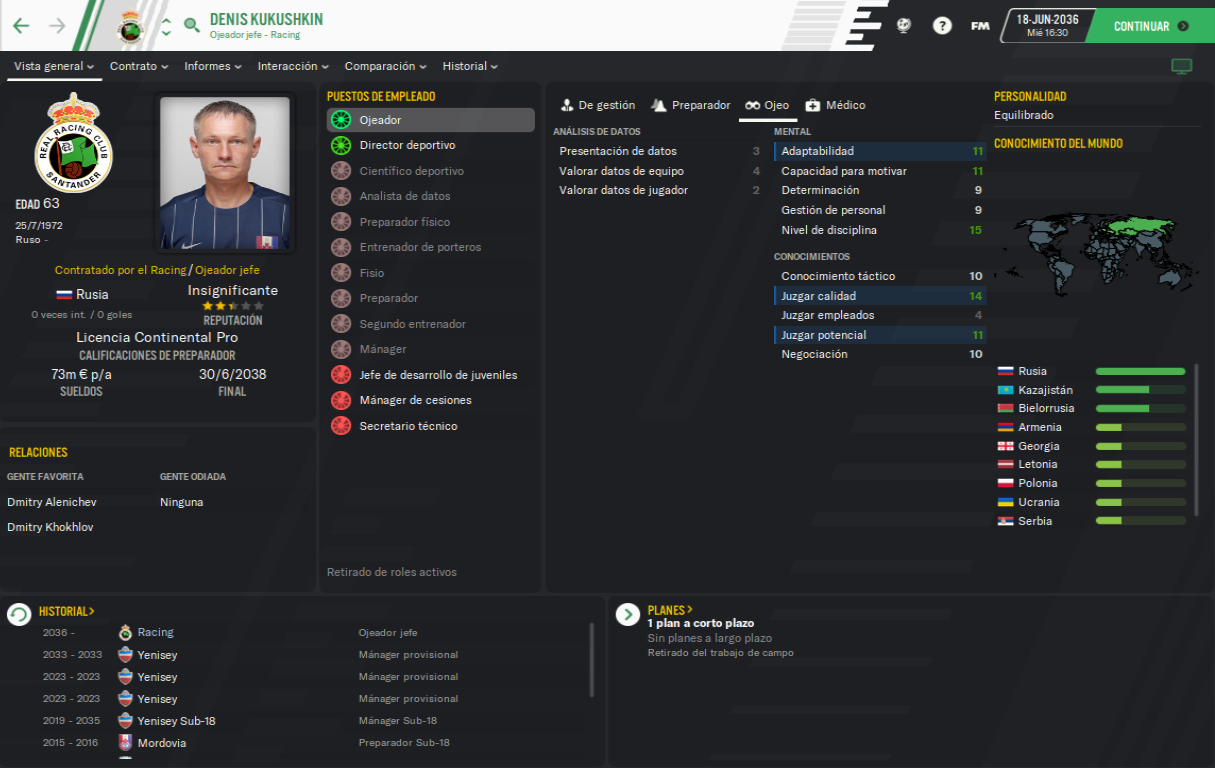 DENIS KUKUSHKIN
Ojeador jefe - Racing
?
FM
18-JUN-2036
Mié 16:30
CONTINUAR
Vista general
Contrato
Informes
Interacción
Comparación
Historial
REAL RACING CLUB
SANTANDER
EDAD 63
25/7/1972
Ruso -
Contratado por el Racing / Ojeador jefe
Rusia
0 veces int. / 0 goles
Insignificante
REPUTACIÓN
Licencia Continental Pro
CALIFICACIONES DE PREPARADOR
73m € p/a
SUELDOS
30/6/2038
FINAL
RELACIONES
GENTE FAVORITA
Dmitry Alenichev
Dmitry Khokhlov
GENTE ODIADA
Ninguna
PUESTOS DE EMPLEADO
Ojeador
Director deportivo
Científico deportivo
Analista de datos
Preparador físico
Entrenador de porteros
Fisio
Preparador
Segundo entrenador
Mánager
Jefe de desarrollo de juveniles
Mánager de cesiones
Secretario técnico
Retirado de roles activos
De gestión
Preparador
Ojeo
Médico
ANÁLISIS DE DATOS
Presentación de datos 3
Valorar datos de equipo 4
Valorar datos de jugador 2
MENTAL
Adaptabilidad 11
Capacidad para motivar 11
Determinación 9
Gestión de personal 9
Nivel de disciplina 15
CONOCIMIENTOS
Conocimiento táctico 10
Juzgar calidad 14
Juzgar empleados 4
Juzgar potencial 11
Negociación 10
PERSONALIDAD
Equilibrado
CONOCIMIENTO DEL MUNDO
Rusia
Kazajistán
Bielorrusia
Armenia
Georgia
Letonia
Polonia
Ucrania
Serbia
HISTORIAL >
2036 - Racing Ojeador jefe
2033 - 2033 Yenisey Mánager provisional
2023 - 2023 Yenisey Mánager provisional
2023 - 2023 Yenisey Mánager provisional
2019 - 2035 Yenisey Sub-18 Mánager Sub-18
2015 - 2016 Mordovia Preparador Sub-18
PLANES >
1 plan a corto plazo
Sin planes a largo plazo
Retirado del trabajo de campo